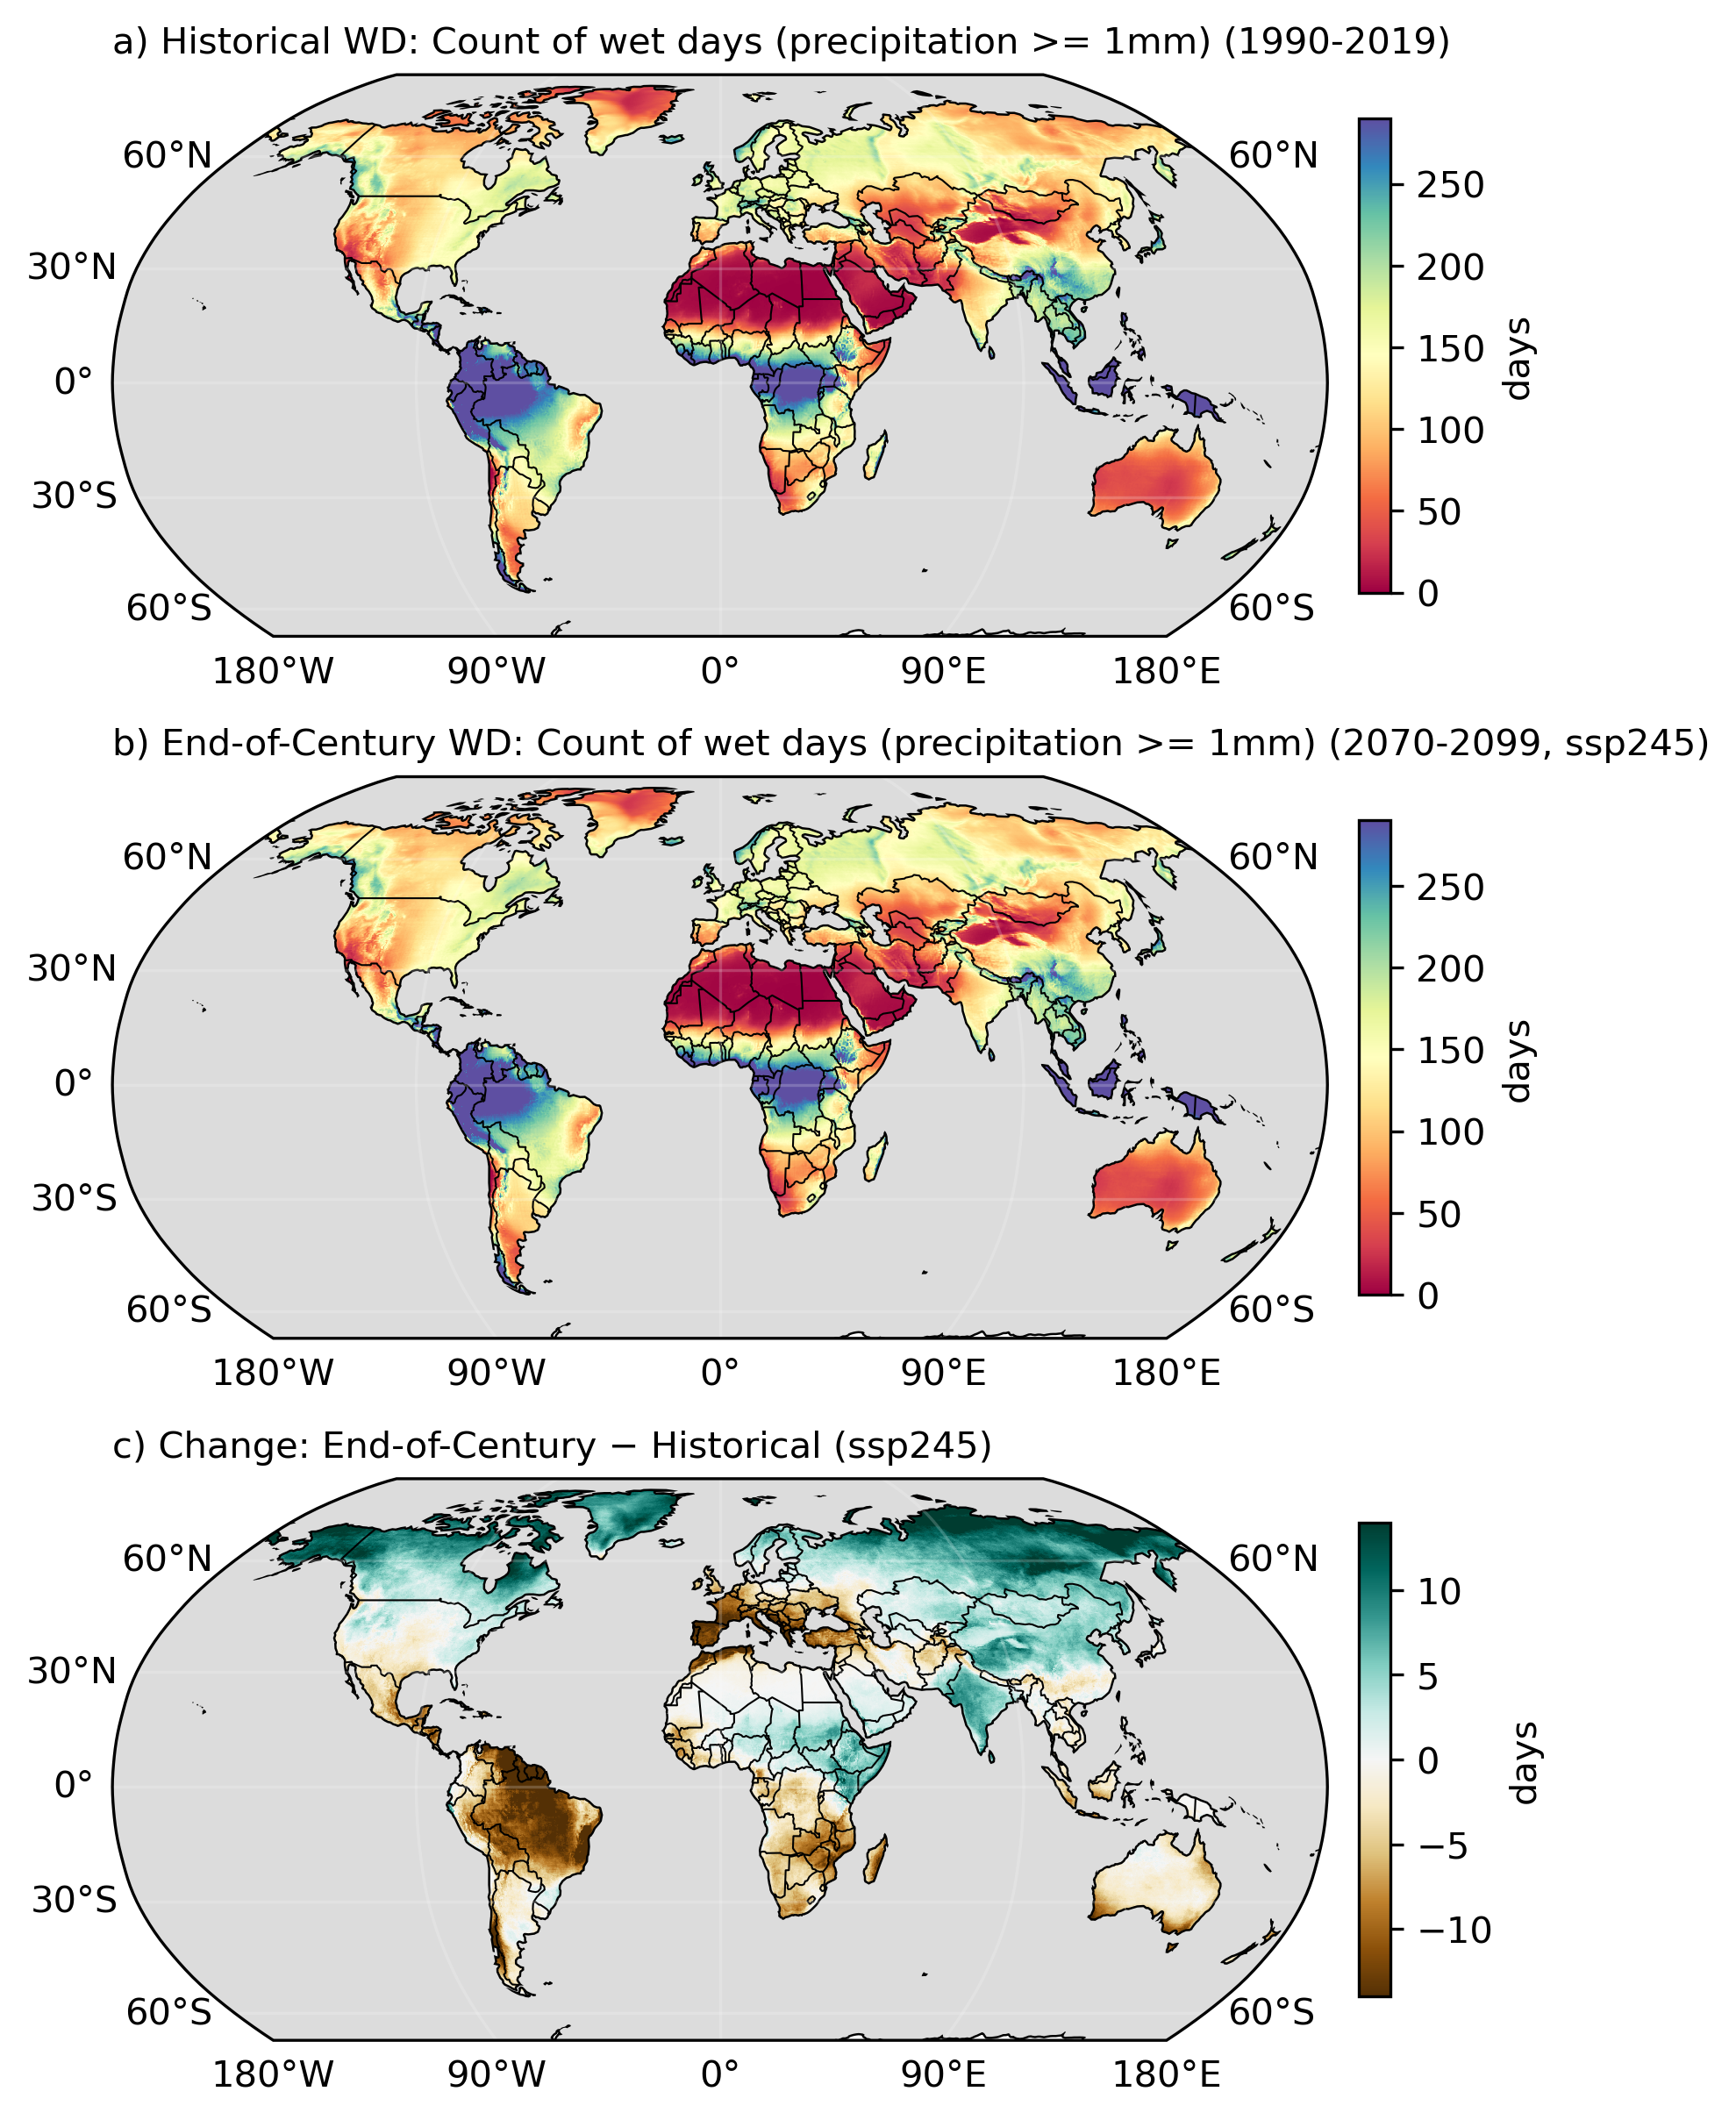 a) Historical WD: Count of wet days (precipitation >= 1mm) (1990-2019)
60°N
60°N
30°N
0°
30°S
60°S
60°S
180°W
90°W
0°
90°E
180°E
250
200
150
100
50
0
days
b) End-of-Century WD: Count of wet days (precipitation >= 1mm) (2070-2099, ssp245)
60°N
60°N
30°N
0°
30°S
60°S
60°S
180°W
90°W
0°
90°E
180°E
250
200
150
100
50
0
days
c) Change: End-of-Century − Historical (ssp245)
60°N
60°N
30°N
0°
30°S
60°S
60°S
180°W
90°W
0°
90°E
180°E
10
5
0
−5
−10
days